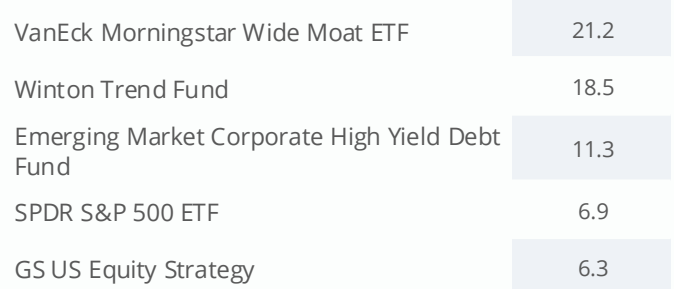 VanEck Morningstar Wide Moat ETF 21.2
Winton Trend Fund 18.5
Emerging Market Corporate High Yield Debt
Fund 11.3
SPDR S&P 500 ETF 6.9
GS US Equity Strategy 6.3